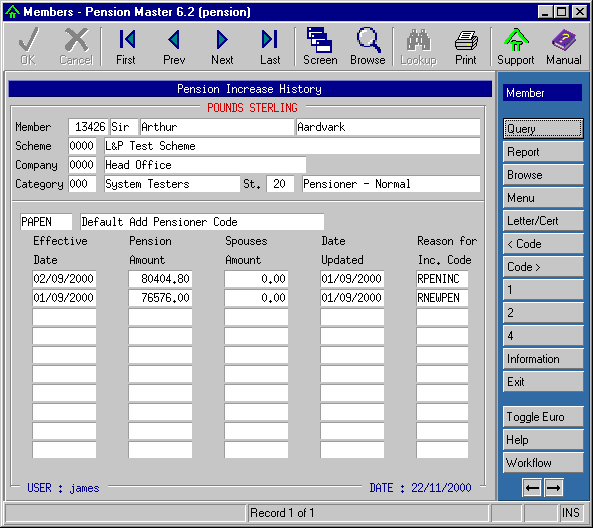 Members - Pension Master 6.2 (pension)
OK Cancel First Prev Next Last Screen Browse Lookup Print Support Manual
Pension Increase History
POUNDS STERLING
Member 13426 Sir Arthur Aardvark
Scheme 0000 L&P Test Scheme
Company 0000 Head Office
Category 000 System Testers St. 20 Pensioner - Normal
PAPEN Default Add Pensioner Code
Effective Pension Spouses Date Reason for
Date Amount Amount Updated Inc. Code
02/09/2000 80404.80 0.00 01/09/2000 RPENINC
01/09/2000 76576.00 0.00 01/09/2000 RNEWPEN
USER : james DATE : 22/11/2000
Member
Query
Report
Browse
Menu
Letter/Cert
< Code
Code >
1
2
4
Information
Exit
Toggle Euro
Help
Workflow
Record 1 of 1 INS